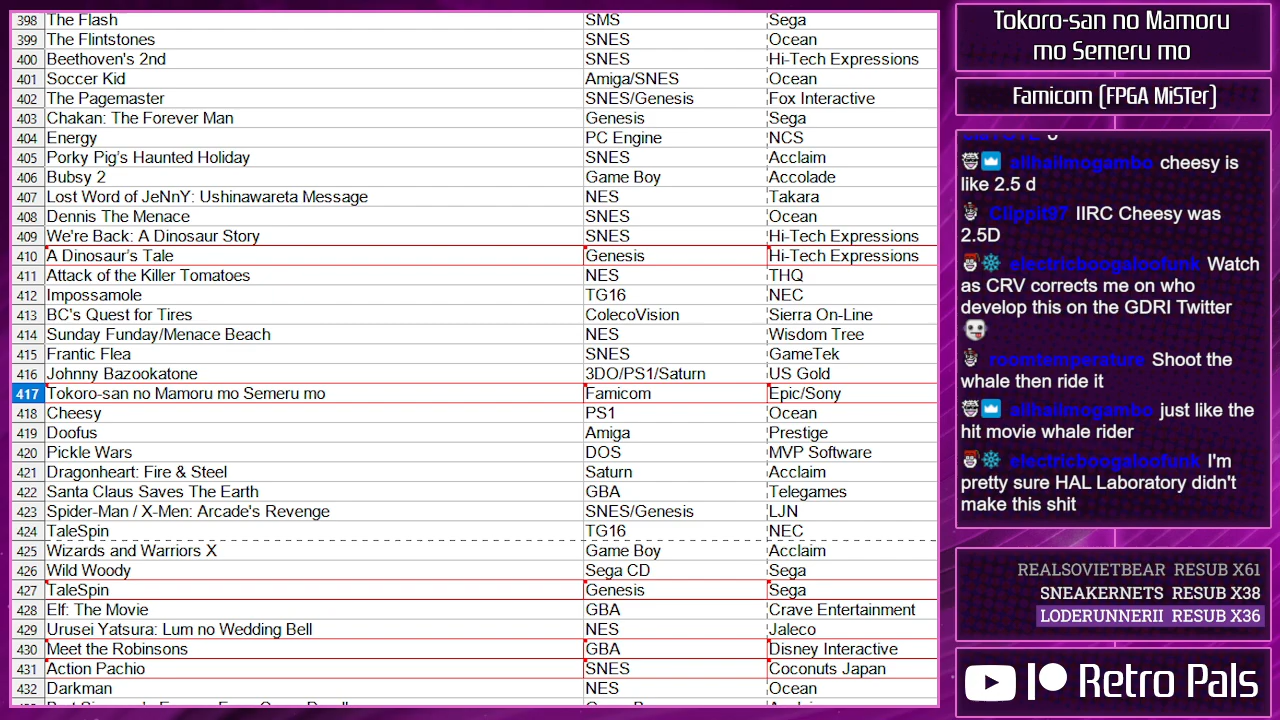 398 The Flash SMS Sega
399 The Flintstones SNES Ocean
400 Beethoven's 2nd SNES Hi-Tech Expressions
401 Soccer Kid Amiga/SNES Ocean
402 The Pagemaster SNES/Genesis Fox Interactive
403 Chakan: The Forever Man Genesis Sega
404 Energy PC Engine NCS
405 Porky Pig's Haunted Holiday SNES Acclaim
406 Bubsy 2 Game Boy Accolade
407 Lost Word of JeNnY: Ushinawareta Message NES Takara
408 Dennis The Menace SNES Ocean
409 We're Back: A Dinosaur Story SNES Hi-Tech Expressions
410 A Dinosaur's Tale Genesis Hi-Tech Expressions
411 Attack of the Killer Tomatoes NES THQ
412 Impossamole TG16 NEC
413 BC's Quest for Tires ColecoVision Sierra On-Line
414 Sunday Funday/Menace Beach NES Wisdom Tree
415 Frantic Flea SNES GameTek
416 Johnny Bazookatone 3DO/PS1/Saturn US Gold
417 Tokoro-san no Mamoru mo Semeru mo Famicom Epic/Sony
418 Cheesy PS1 Ocean
419 Doofus Amiga Prestige
420 Pickle Wars DOS MVP Software
421 Dragonheart: Fire & Steel Saturn Acclaim
422 Santa Claus Saves The Earth GBA Telegames
423 Spider-Man / X-Men: Arcade's Revenge SNES/Genesis LJN
424 TaleSpin TG16 NEC
425 Wizards and Warriors X Game Boy Acclaim
426 Wild Woody Sega CD Sega
427 TaleSpin Genesis Sega
428 Elf: The Movie GBA Crave Entertainment
429 Urusei Yatsura: Lum no Wedding Bell NES Jaleco
430 Meet the Robinsons GBA Disney Interactive
431 Action Pachio SNES Coconuts Japan
432 Darkman NES Ocean
Tokoro-san no Mamoru
mo Semeru mo
Famicom (FPGA MiSTer)
allhailmogambo cheesy is
like 2.5 d
Clippit97 IIRC Cheesy was
2.5D
electricboogaloofunk Watch
as CRV corrects me on who
develop this on the GDRI Twitter
roomtemperature Shoot the
whale then ride it
allhailmogambo just like the
hit movie whale rider
electricboogaloofunk I'm
pretty sure HAL Laboratory didn't
make this shit
REALSOVIETBEAR RESUB X61
SNEAKERNETS RESUB X38
LODERUNNERII RESUB X36
Retro Pals